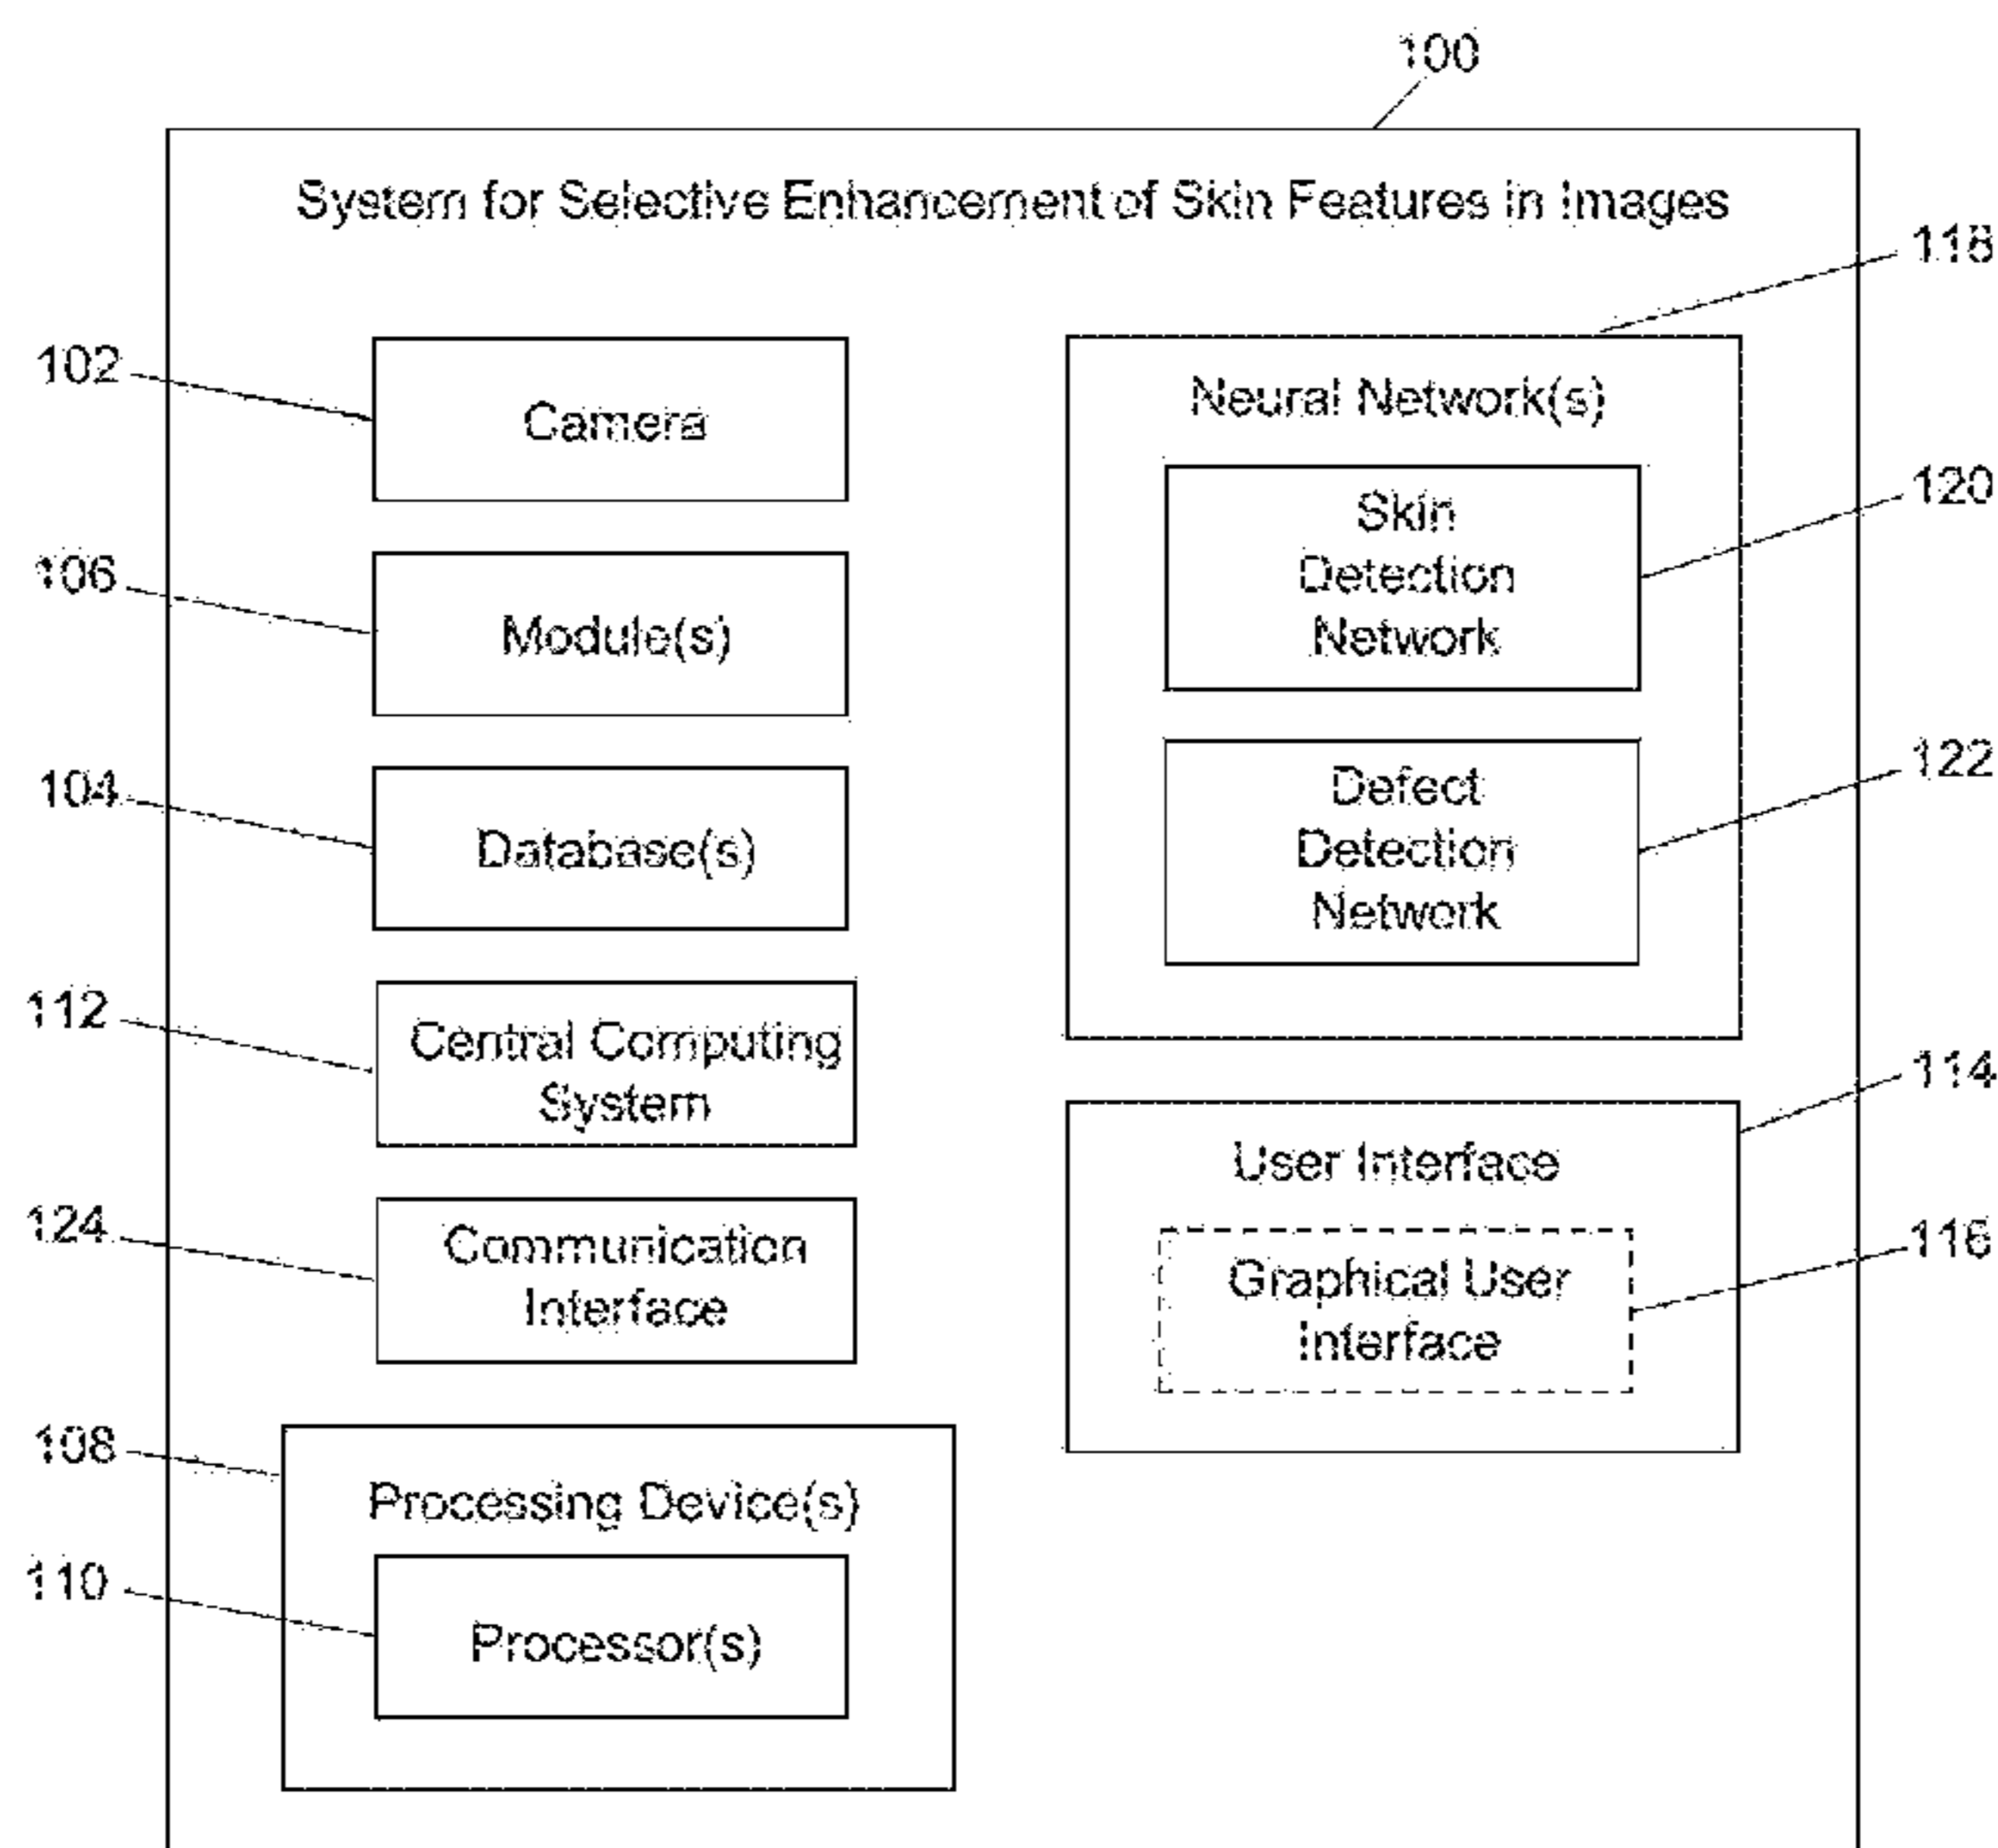 100
System for Selective Enhancement of Skin Features in Images
118
102
Camera
Neural Network(s)
120
Skin
Detection
Network
106
Module(s)
122
Defect
Detection
Network
104
Database(s)
112
Central Computing
System
114
User Interface
116
Graphical User
Interface
124
Communication
Interface
108
Processing Device(s)
110
Processor(s)